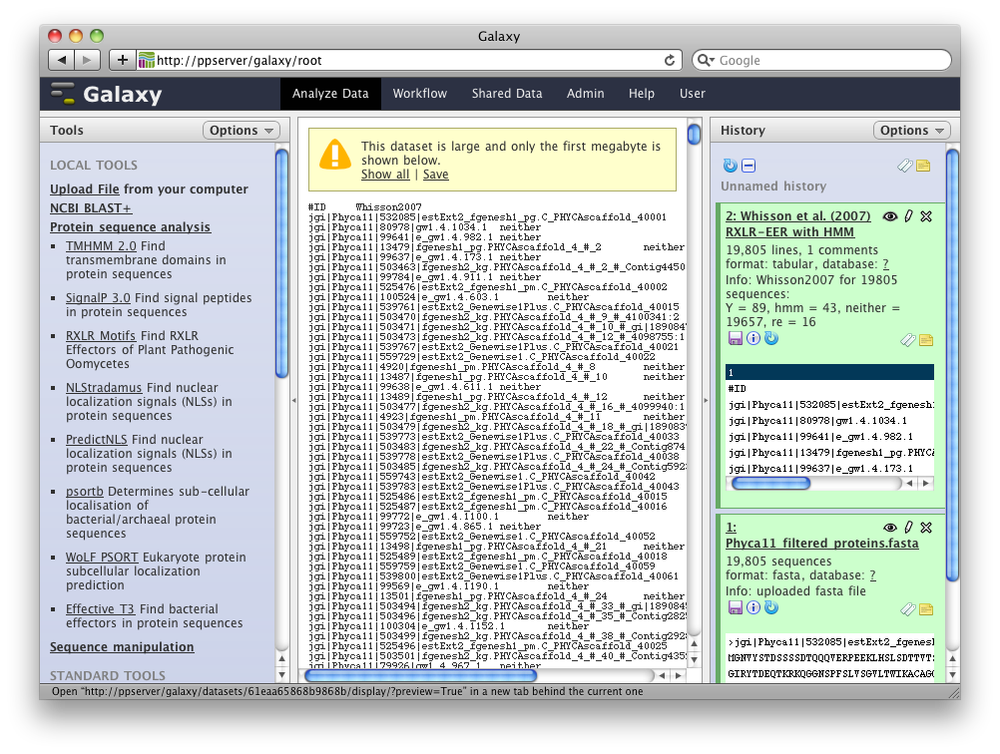 Galaxy
http://ppserver/galaxy/root
Google
Galaxy
Analyze Data Workflow Shared Data Admin Help User
Tools Options
LOCAL TOOLS
Upload File from your computer
NCBI BLAST+
Protein sequence analysis
TMHMM 2.0 Find
transmembrane domains in
protein sequences
SignalP 3.0 Find signal peptides
in protein sequences
RXLR Motifs Find RXLR
Effectors of Plant Pathogenic
Oomycetes
NLStradamus Find nuclear
localization signals (NLSs) in
protein sequences
PredictNLS Find nuclear
localization signals (NLSs) in
protein sequences
psortb Determines sub-cellular
localisation of
bacterial/archaeal protein
sequences
WoLF PSORT Eukaryote protein
subcellular localization
prediction
Effective T3 Find bacterial
effectors in protein sequences
Sequence manipulation
STANDARD TOOLS
This dataset is large and only the first megabyte is
shown below.
Show all | Save
#ID Whisson2007
jgi|Phyca11|532085|estExt2_fgenesh1_pg.C_PHYCAscaffold_40001
jgi|Phyca11|80978|gw1.4.1034.1 neither
jgi|Phyca11|99641|e_gw1.4.982.1 neither
jgi|Phyca11|13479|fgenesh1_pg.PHYCAscaffold_4_#_2 neither
jgi|Phyca11|99637|e_gw1.4.173.1 neither
jgi|Phyca11|503463|fgenesh2_kg.PHYCAscaffold_4_#_2_#_Contig4450
jgi|Phyca11|99784|e_gw1.4.911.1 neither
jgi|Phyca11|525476|estExt2_fgenesh1_pm.C_PHYCAscaffold_40002
jgi|Phyca11|100524|e_gw1.4.603.1 neither
jgi|Phyca11|539761|estExt2_Genewise1Plus.C_PHYCAscaffold_40015
jgi|Phyca11|503470|fgenesh2_kg.PHYCAscaffold_4_#_9_#_4100341:2
jgi|Phyca11|503471|fgenesh2_kg.PHYCAscaffold_4_#_10_#_gi|189084
jgi|Phyca11|503473|fgenesh2_kg.PHYCAscaffold_4_#_12_#_4098755:1
jgi|Phyca11|539767|estExt2_Genewise1Plus.C_PHYCAscaffold_40021
jgi|Phyca11|559729|estExt2_Genewise1.C_PHYCAscaffold_40022
jgi|Phyca11|4920|fgenesh1_pm.PHYCAscaffold_4_#_8 neither
jgi|Phyca11|13487|fgenesh1_pg.PHYCAscaffold_4_#_10 neither
jgi|Phyca11|99638|e_gw1.4.611.1 neither
jgi|Phyca11|13489|fgenesh1_pg.PHYCAscaffold_4_#_12 neither
jgi|Phyca11|503477|fgenesh2_kg.PHYCAscaffold_4_#_16_#_4099940:1
jgi|Phyca11|4923|fgenesh1_pm.PHYCAscaffold_4_#_11 neither
jgi|Phyca11|503479|fgenesh2_kg.PHYCAscaffold_4_#_18_#_gi|189083
jgi|Phyca11|539773|estExt2_Genewise1Plus.C_PHYCAscaffold_40033
jgi|Phyca11|503483|fgenesh2_kg.PHYCAscaffold_4_#_22_#_Contig874
jgi|Phyca11|539778|estExt2_Genewise1Plus.C_PHYCAscaffold_40038
jgi|Phyca11|503485|fgenesh2_kg.PHYCAscaffold_4_#_24_#_Contig592
jgi|Phyca11|559743|estExt2_Genewise1.C_PHYCAscaffold_40042
jgi|Phyca11|539783|estExt2_Genewise1Plus.C_PHYCAscaffold_40043
jgi|Phyca11|525486|estExt2_fgenesh1_pm.C_PHYCAscaffold_40015
jgi|Phyca11|525487|estExt2_fgenesh1_pm.C_PHYCAscaffold_40016
jgi|Phyca11|99772|e_gw1.4.1100.1 neither
jgi|Phyca11|99723|e_gw1.4.865.1 neither
jgi|Phyca11|559752|estExt2_Genewise1.C_PHYCAscaffold_40052
jgi|Phyca11|13498|fgenesh1_pg.PHYCAscaffold_4_#_21 neither
jgi|Phyca11|525489|estExt2_fgenesh1_pm.C_PHYCAscaffold_40018
jgi|Phyca11|559759|estExt2_Genewise1.C_PHYCAscaffold_40059
jgi|Phyca11|539800|estExt2_Genewise1Plus.C_PHYCAscaffold_40061
jgi|Phyca11|99569|e_gw1.4.1190.1 neither
jgi|Phyca11|13501|fgenesh1_pg.PHYCAscaffold_4_#_24 neither
jgi|Phyca11|503494|fgenesh2_kg.PHYCAscaffold_4_#_33_#_gi|189084
jgi|Phyca11|503496|fgenesh2_kg.PHYCAscaffold_4_#_35_#_Contig282
jgi|Phyca11|100304|e_gw1.4.1152.1 neither
jgi|Phyca11|503499|fgenesh2_kg.PHYCAscaffold_4_#_38_#_Contig292
jgi|Phyca11|525496|estExt2_fgenesh1_pm.C_PHYCAscaffold_40025
jgi|Phyca11|503501|fgenesh2_kg.PHYCAscaffold_4_#_40_#_Contig435
jgi|Phyca11|79926|gw1.4.967.1 neither
History Options
Unnamed history
2: Whisson et al. (2007)
RXLR-EER with HMM
19,805 lines, 1 comments
format: tabular, database: ?
Info: Whisson2007 for 19805
sequences:
Y = 89, hmm = 43, neither =
19657, re = 16
1
#ID
jgi|Phyca11|532085|estExt2_fgenesh
jgi|Phyca11|80978|gw1.4.1034.1
jgi|Phyca11|99641|e_gw1.4.982.1
jgi|Phyca11|13479|fgenesh1_pg.PHYCA
jgi|Phyca11|99637|e_gw1.4.173.1
1:
Phyca11_filtered_proteins.fasta
19,805 sequences
format: fasta, database: ?
Info: uploaded fasta file
>jgi|Phyca11|532085|estExt2_fgenesh
MGNVYSTDSSSSDTQQQVERPEEKLHSLSDTTVTS
GIRYTDEQTKRKQGGNSPFSLVSGVLTWIKACAG
Open "http://ppserver/galaxy/datasets/61eaa65868b9868b/display/?preview=True" in a new tab behind the current one